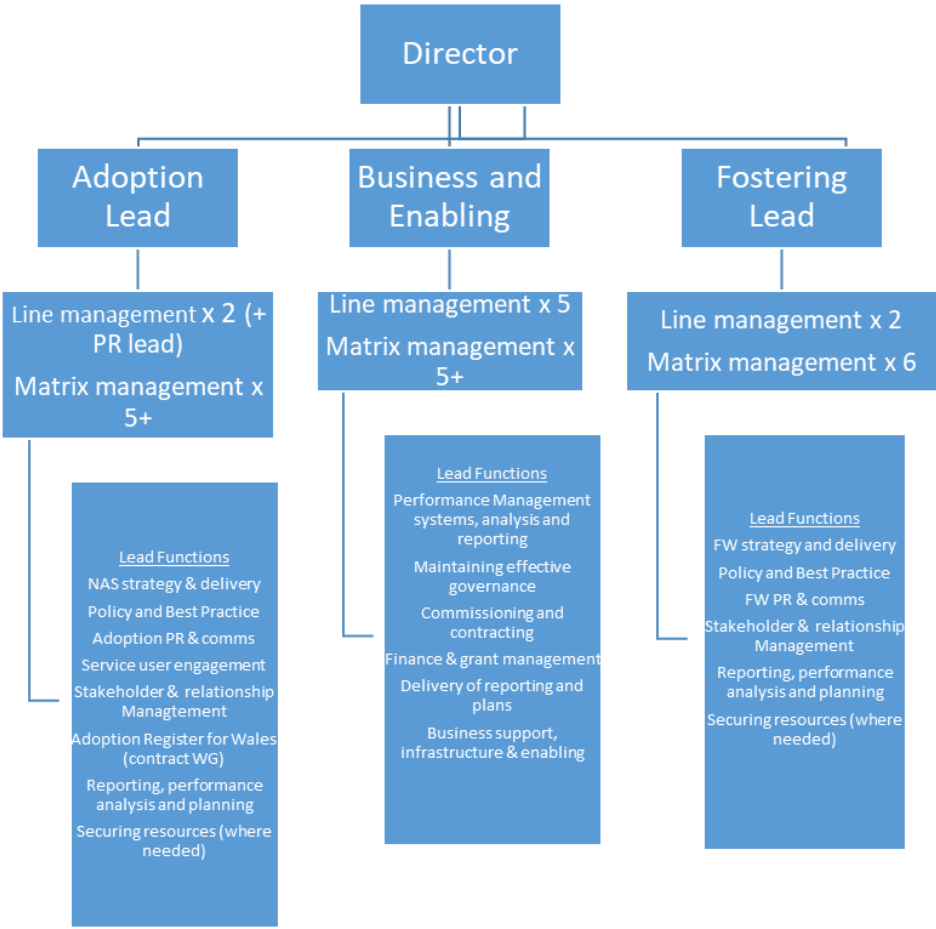 Director
Adoption
Lead
Business and
Enabling
Fostering
Lead
Line management x 2 (+
PR lead)
Matrix management x
5+
Line management x 5
Matrix management x
5+
Line management x 2
Matrix management x 6
Lead Functions
NAS strategy & delivery
Policy and Best Practice
Adoption PR & comms
Service user engagement
Stakeholder & relationship
Managtement
Adoption Register for Wales
(contract WG)
Reporting, performance
analysis and planning
Securing resources (where
needed)
Lead Functions
Performance Management
systems, analysis and
reporting
Maintaining effective
governance
Commissioning and
contracting
Finance & grant management
Delivery of reporting and
plans
Business support,
infrastructure & enabling
Lead Functions
FW strategy and delivery
Policy and Best Practice
FW PR & comms
Stakeholder & relationship
Management
Reporting, performance
analysis and planning
Securing resources (where
needed)